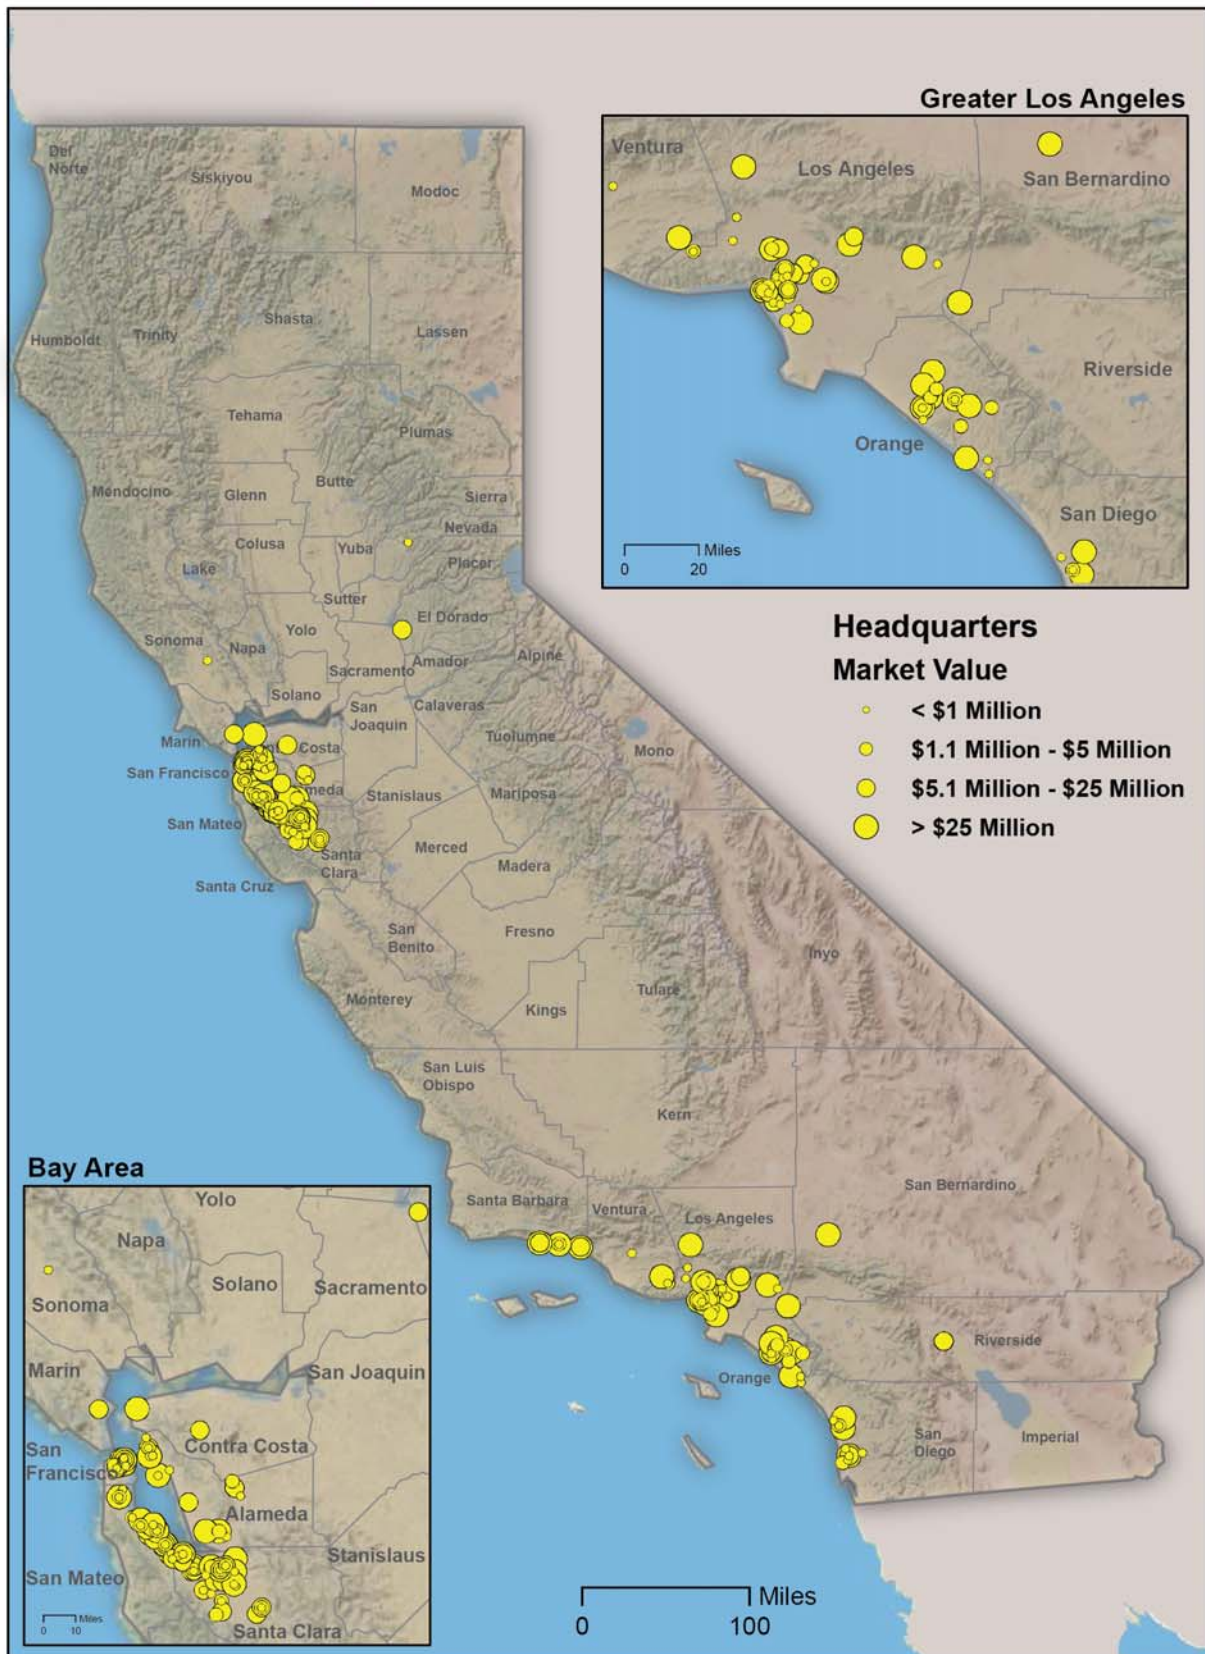 Greater Los Angeles
Ventura
Los Angeles
San Bernardino
Riverside
Orange
San Diego
Miles
0 20
Headquarters
Market Value
< $1 Million
$1.1 Million - $5 Million
$5.1 Million - $25 Million
> $25 Million
Del
Norte
Siskiyou
Modoc
Humboldt
Trinity
Shasta
Lassen
Tehama
Plumas
Mendocino
Glenn
Butte
Sierra
Nevada
Colusa
Yuba
Placer
Lake
Sutter
El Dorado
Sonoma
Napa
Yolo
Sacramento
Amador
Alpine
Solano
San
Joaquin
Calaveras
Marin
Costa
Tuolumne
Mono
San Francisco
meda
Stanislaus
Mariposa
San Mateo
Santa
Clara
Merced
Madera
Santa Cruz
San
Benito
Fresno
Inyo
Monterey
Kings
Tulare
San Luis
Obispo
Kern
Santa Barbara
Ventura
Los Angeles
San Bernardino
Orange
Riverside
San
Diego
Imperial
Bay Area
Yolo
Napa
Solano
Sacramento
Sonoma
Marin
San Joaquin
San
Francisco
Contra Costa
Alameda
Stanislaus
San Mateo
Santa Clara
Miles
0 10
Miles
0 100